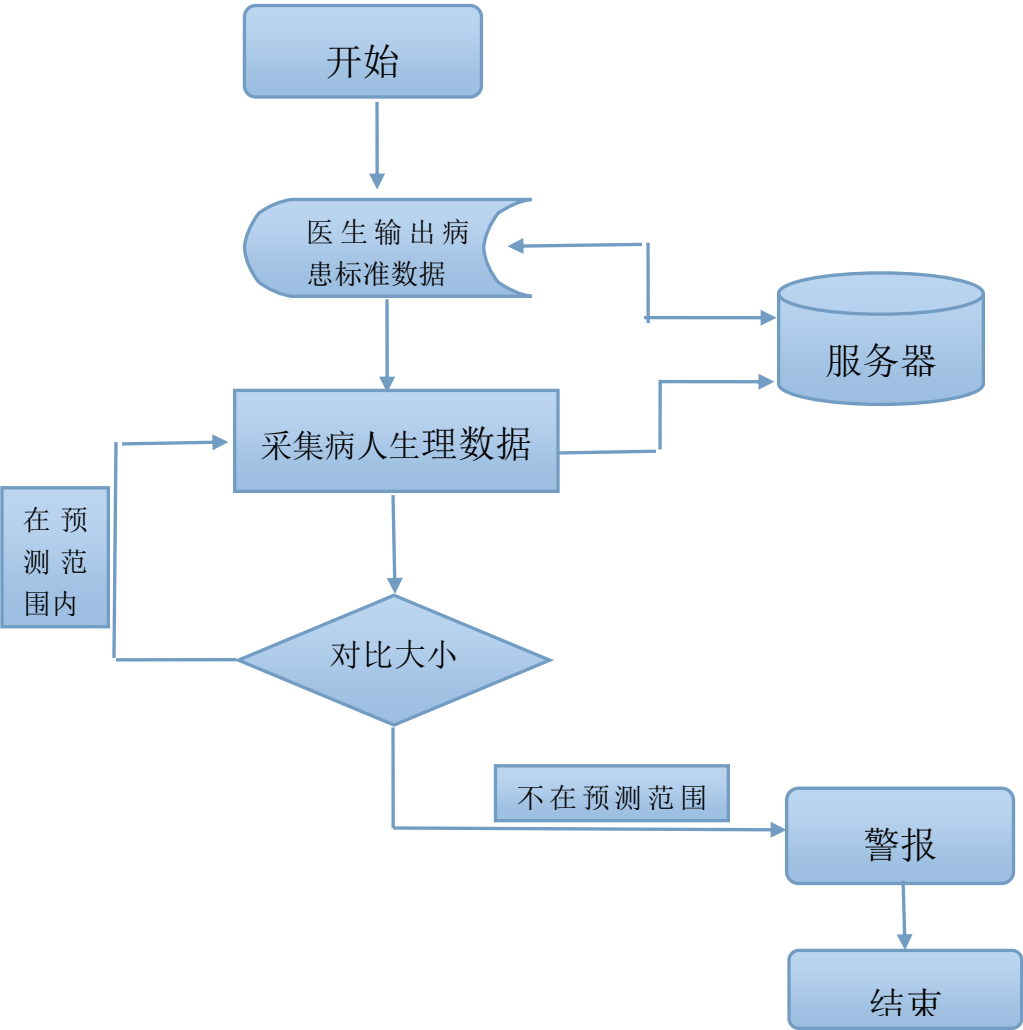 开始
医生输出病
患标准数据
服务器
采集病人生理数据
在预
测范
围内
对比大小
不在预测范围
警报
结束